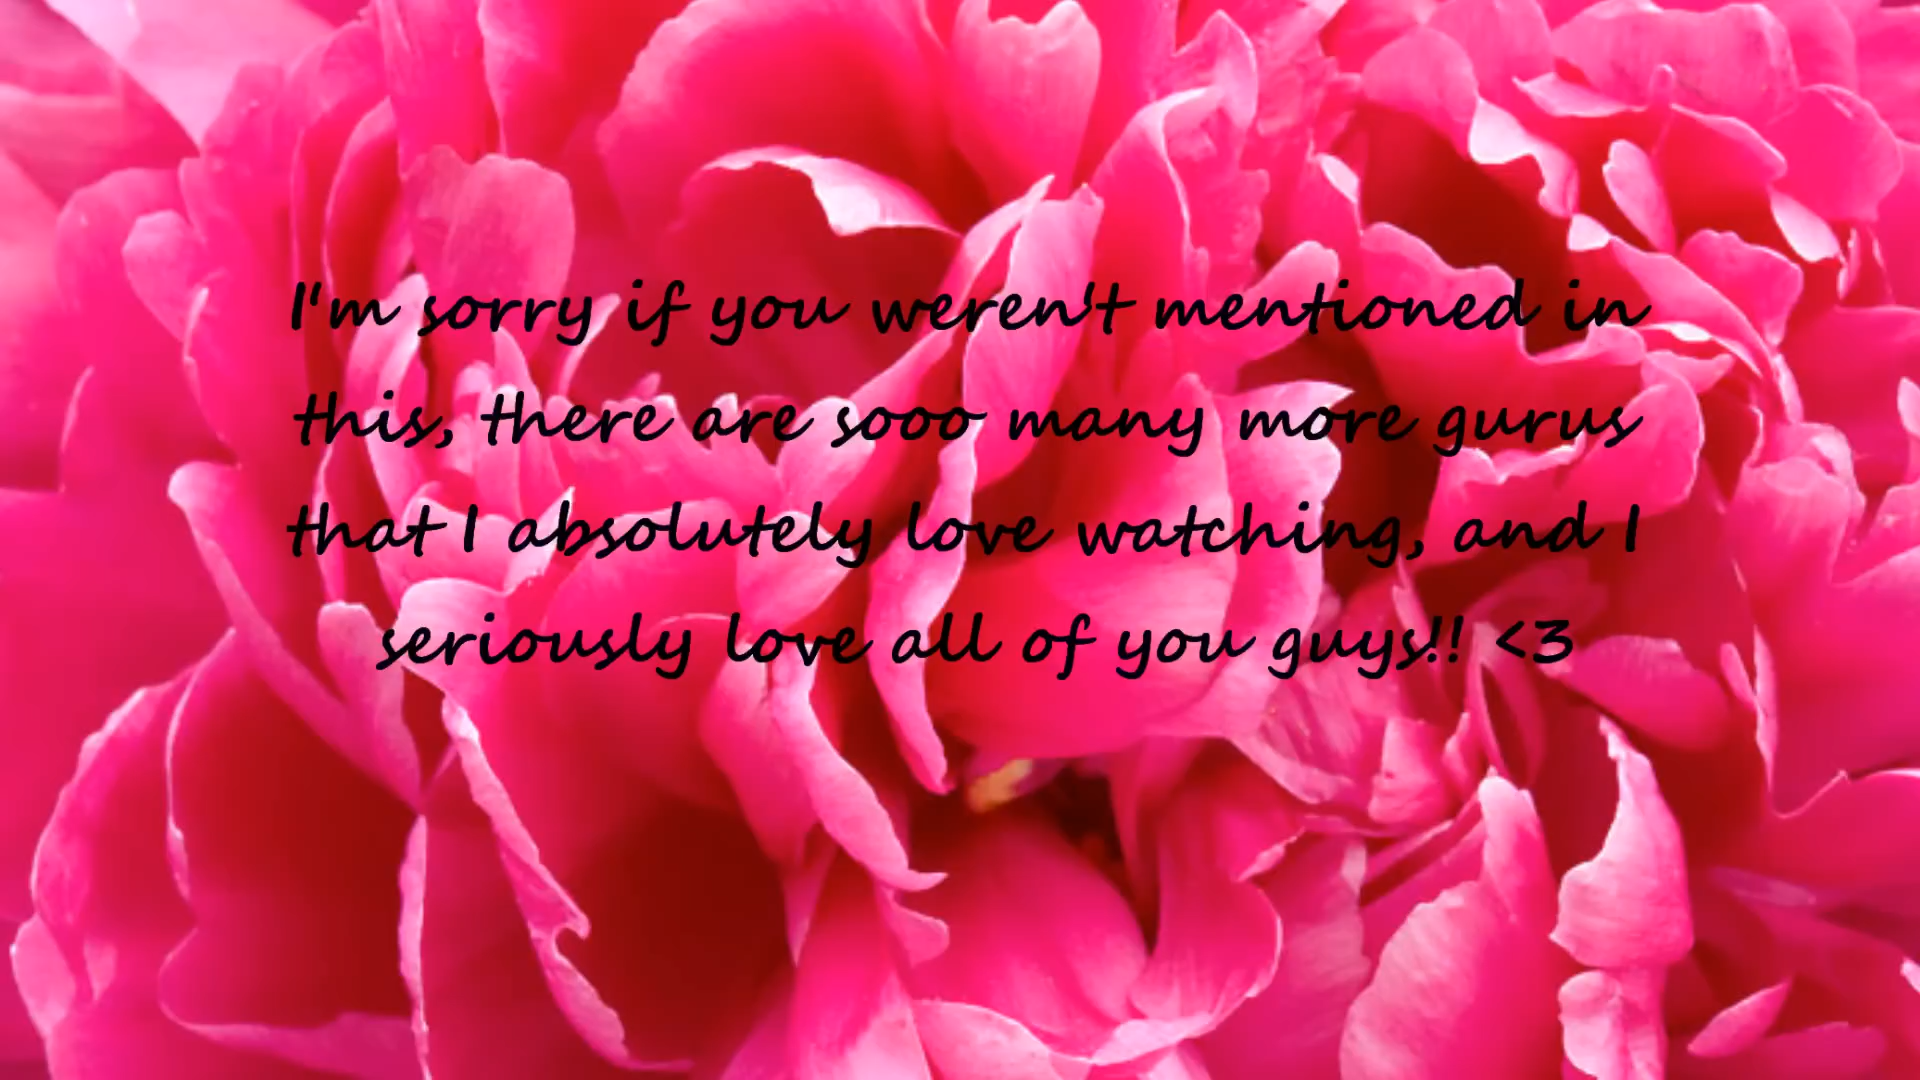 I'm sorry if you weren't mentioned in
this, there are sooo many more gurus
that I absolutely love watching, and I
seriously love all of you guys!! <3